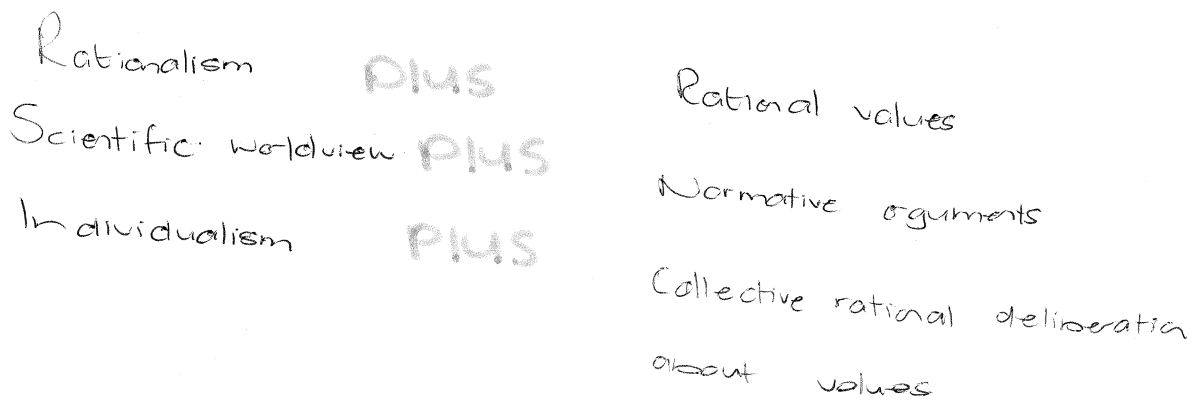 Rationalism plus
Scientific worldview plus
Individualism plus
Rational values
Normative arguments
Collective rational deliberation
about values